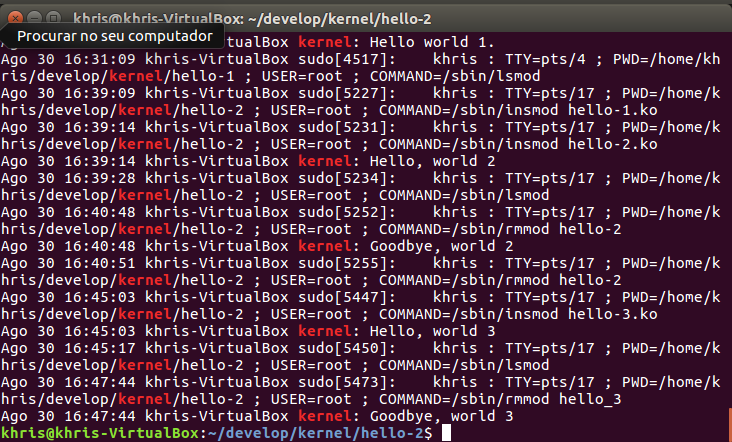 khris@khris-VirtualBox: ~/develop/kernel/hello-2
Procurar no seu computador
rtualBox kernel: Hello world 1.
Ago 30 16:31:09 khris-VirtualBox sudo[4517]:    khris : TTY=pts/4 ; PWD=/home/kh
ris/develop/kernel/hello-1 ; USER=root ; COMMAND=/sbin/lsmod
Ago 30 16:39:09 khris-VirtualBox sudo[5227]:    khris : TTY=pts/17 ; PWD=/home/k
hris/develop/kernel/hello-2 ; USER=root ; COMMAND=/sbin/insmod hello-1.ko
Ago 30 16:39:14 khris-VirtualBox sudo[5231]:    khris : TTY=pts/17 ; PWD=/home/k
hris/develop/kernel/hello-2 ; USER=root ; COMMAND=/sbin/insmod hello-2.ko
Ago 30 16:39:14 khris-VirtualBox kernel: Hello, world 2
Ago 30 16:39:28 khris-VirtualBox sudo[5234]:    khris : TTY=pts/17 ; PWD=/home/k
hris/develop/kernel/hello-2 ; USER=root ; COMMAND=/sbin/lsmod
Ago 30 16:40:48 khris-VirtualBox sudo[5252]:    khris : TTY=pts/17 ; PWD=/home/k
hris/develop/kernel/hello-2 ; USER=root ; COMMAND=/sbin/rmmod hello-2
Ago 30 16:40:48 khris-VirtualBox kernel: Goodbye, world 2
Ago 30 16:40:51 khris-VirtualBox sudo[5255]:    khris : TTY=pts/17 ; PWD=/home/k
hris/develop/kernel/hello-2 ; USER=root ; COMMAND=/sbin/rmmod hello-2
Ago 30 16:45:03 khris-VirtualBox sudo[5447]:    khris : TTY=pts/17 ; PWD=/home/k
hris/develop/kernel/hello-2 ; USER=root ; COMMAND=/sbin/insmod hello-3.ko
Ago 30 16:45:03 khris-VirtualBox kernel: Hello, world 3
Ago 30 16:45:17 khris-VirtualBox sudo[5450]:    khris : TTY=pts/17 ; PWD=/home/k
hris/develop/kernel/hello-2 ; USER=root ; COMMAND=/sbin/lsmod
Ago 30 16:47:44 khris-VirtualBox sudo[5473]:    khris : TTY=pts/17 ; PWD=/home/k
hris/develop/kernel/hello-2 ; USER=root ; COMMAND=/sbin/rmmod hello_3
Ago 30 16:47:44 khris-VirtualBox kernel: Goodbye, world 3
khris@khris-VirtualBox:~/develop/kernel/hello-2$